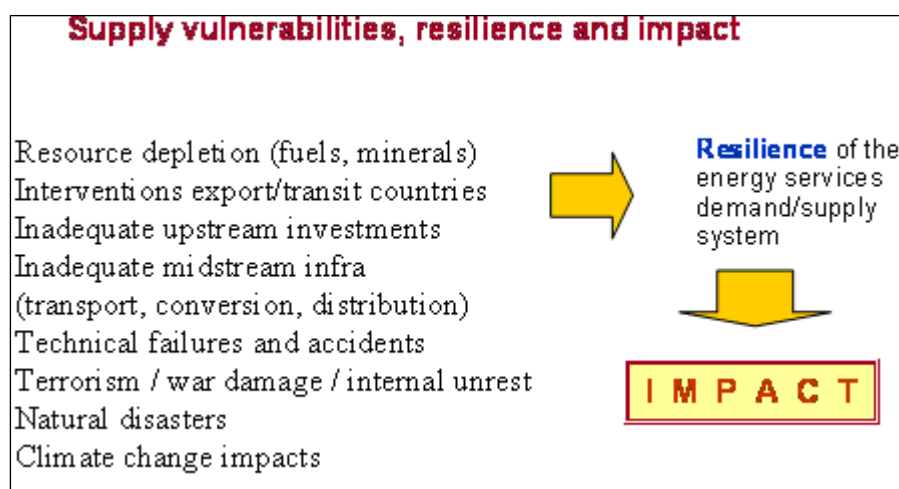 Supply vulnerabilities, resilience and impact
Resource depletion (fuels, minerals)
Interventions export/transit countries
Inadequate upstream investments
Inadequate midstream infra
(transport, conversion, distribution)
Technical failures and accidents
Terrorism / war damage / internal unrest
Natural disasters
Climate change impacts
Resilience of the
energy services
demand/supply
system
I M P A C T